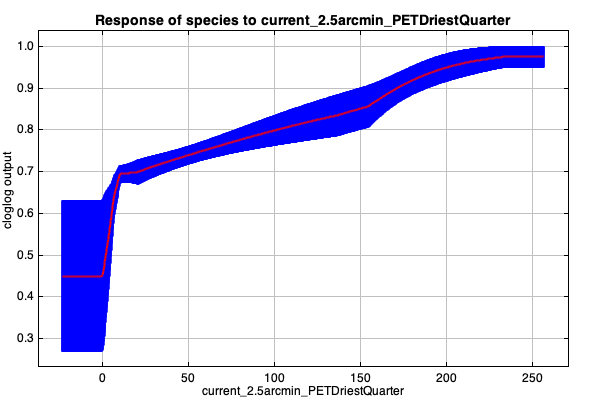 Response of species to current_2.5arcmin_PETDriestQuarter
1.0
0.9
0.8
0.7
0.6
0.5
0.4
0.3
cloglog output
0 50 100 150 200 250
current_2.5arcmin_PETDriestQuarter